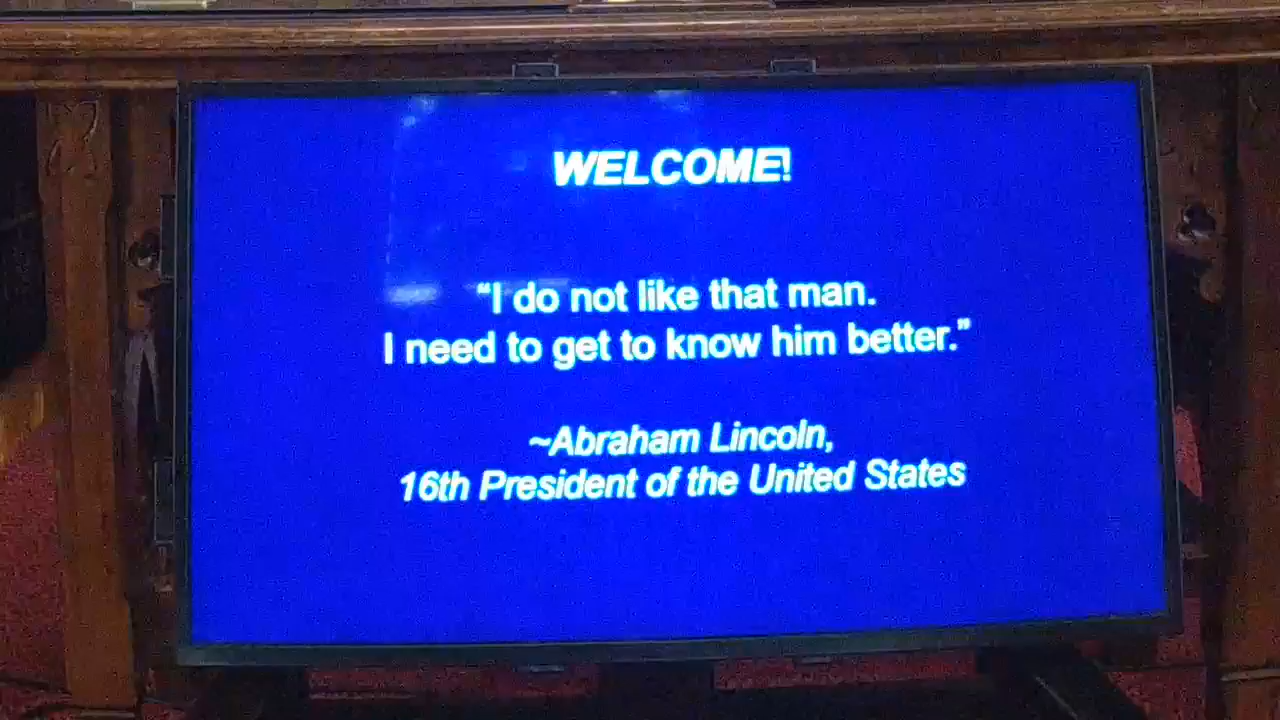 WELCOME!
“I do not like that man.
I need to get to know him better.”
~Abraham Lincoln,
16th President of the United States